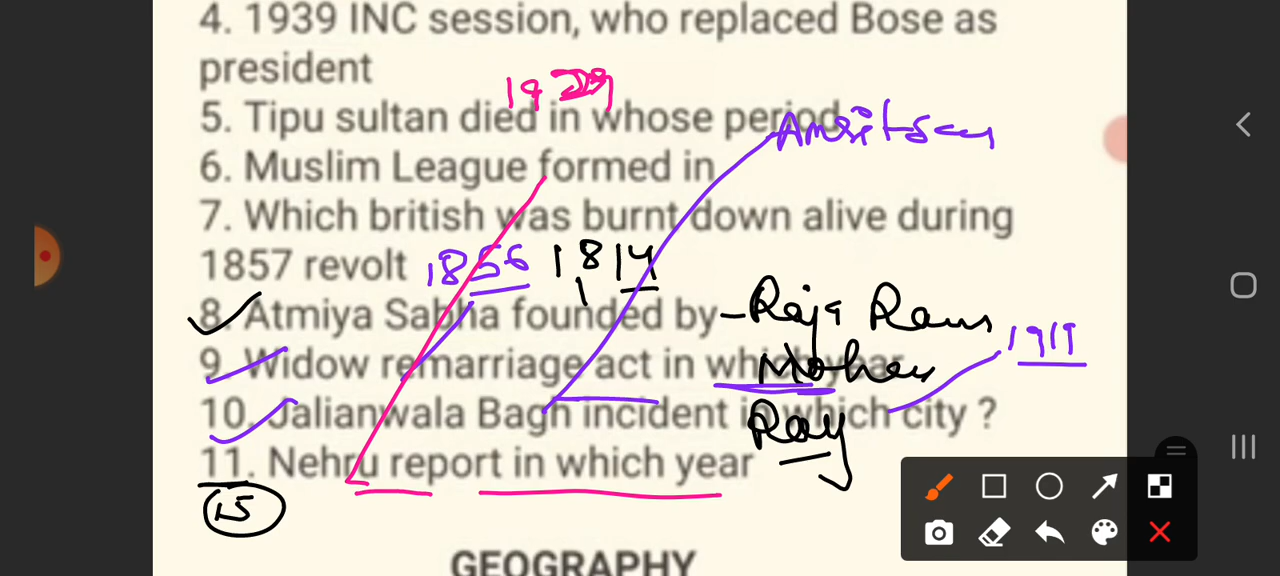 4. 1939 INC session, who replaced Bose as
president
5. Tipu sultan died in whose period
Amritsar
6. Muslim League formed in
7. Which british was burnt down alive during
1857 revolt 1856 1814
8. Atmiya Sabha founded by - Raja Ram
1919
9. Widow remarriage act in which year
Mohan
10. Jalianwala Bagh incident in which city ?
Roy
11. Nehru report in which year
15
GEOGRAPHY